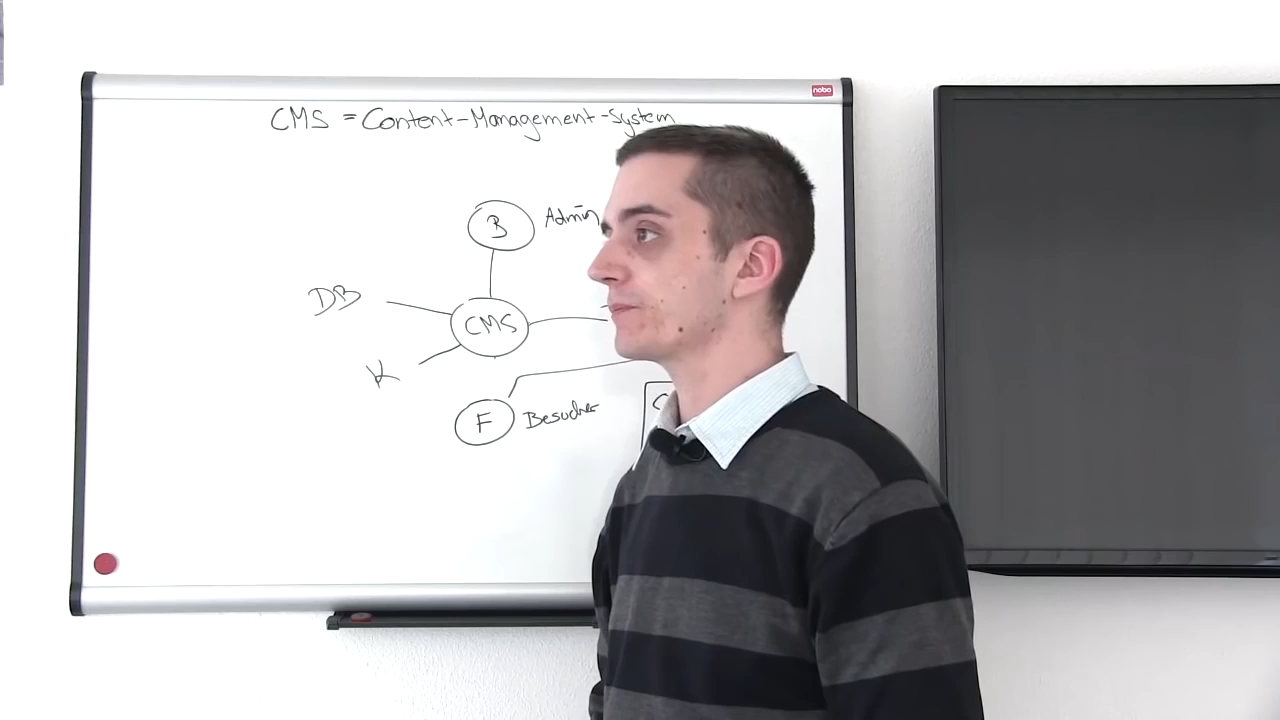 nobo
CMS = Content-Management-System
B Admin
DB
CMS
K
F Besucher
C